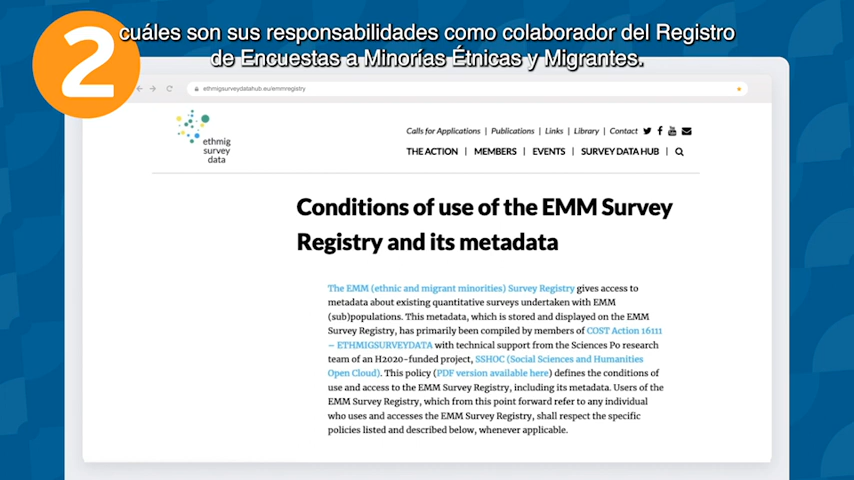 cuáles son sus responsabilidades como colaborador del Registro
de Encuestas a Minorías Étnicas y Migrantes.
2
ethmigsurveydatahub.eu/emmregistry
ethmig
survey
data
Calls for Applications | Publications | Links | Library | Contact
THE ACTION | MEMBERS | EVENTS | SURVEY DATA HUB |
Conditions of use of the EMM Survey
Registry and its metadata
The EMM (ethnic and migrant minorities) Survey Registry gives access to
metadata about existing quantitative surveys undertaken with EMM
(sub)populations. This metadata, which is stored and displayed on the EMM
Survey Registry, has primarily been compiled by members of COST Action 16111
– ETHMIGSURVEYDATA with technical support from the Sciences Po research
team of an H2020-funded project, SSHOC (Social Sciences and Humanities
Open Cloud). This policy (PDF version available here) defines the conditions of
use and access to the EMM Survey Registry, including its metadata. Users of the
EMM Survey Registry, which from this point forward refer to any individual
who uses and accesses the EMM Survey Registry, shall respect the specific
policies listed and described below, whenever applicable.